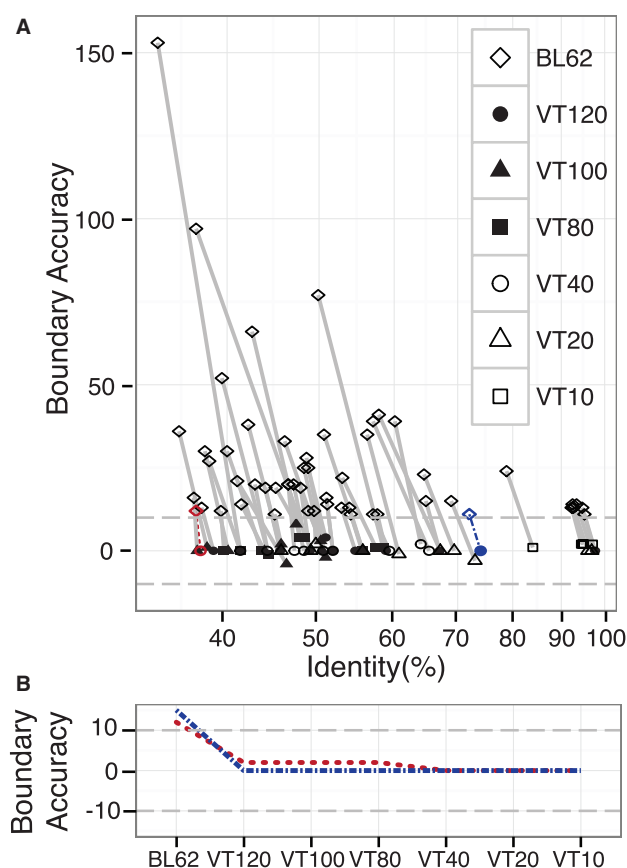 A
Boundary Accuracy
150
100
50
0
BL62
VT120
VT100
VT80
VT40
VT20
VT10
40 50 60 70 80 90 100
Identity(%)
B
Boundary
Accuracy
10
0
-10
BL62 VT120 VT100 VT80 VT40 VT20 VT10